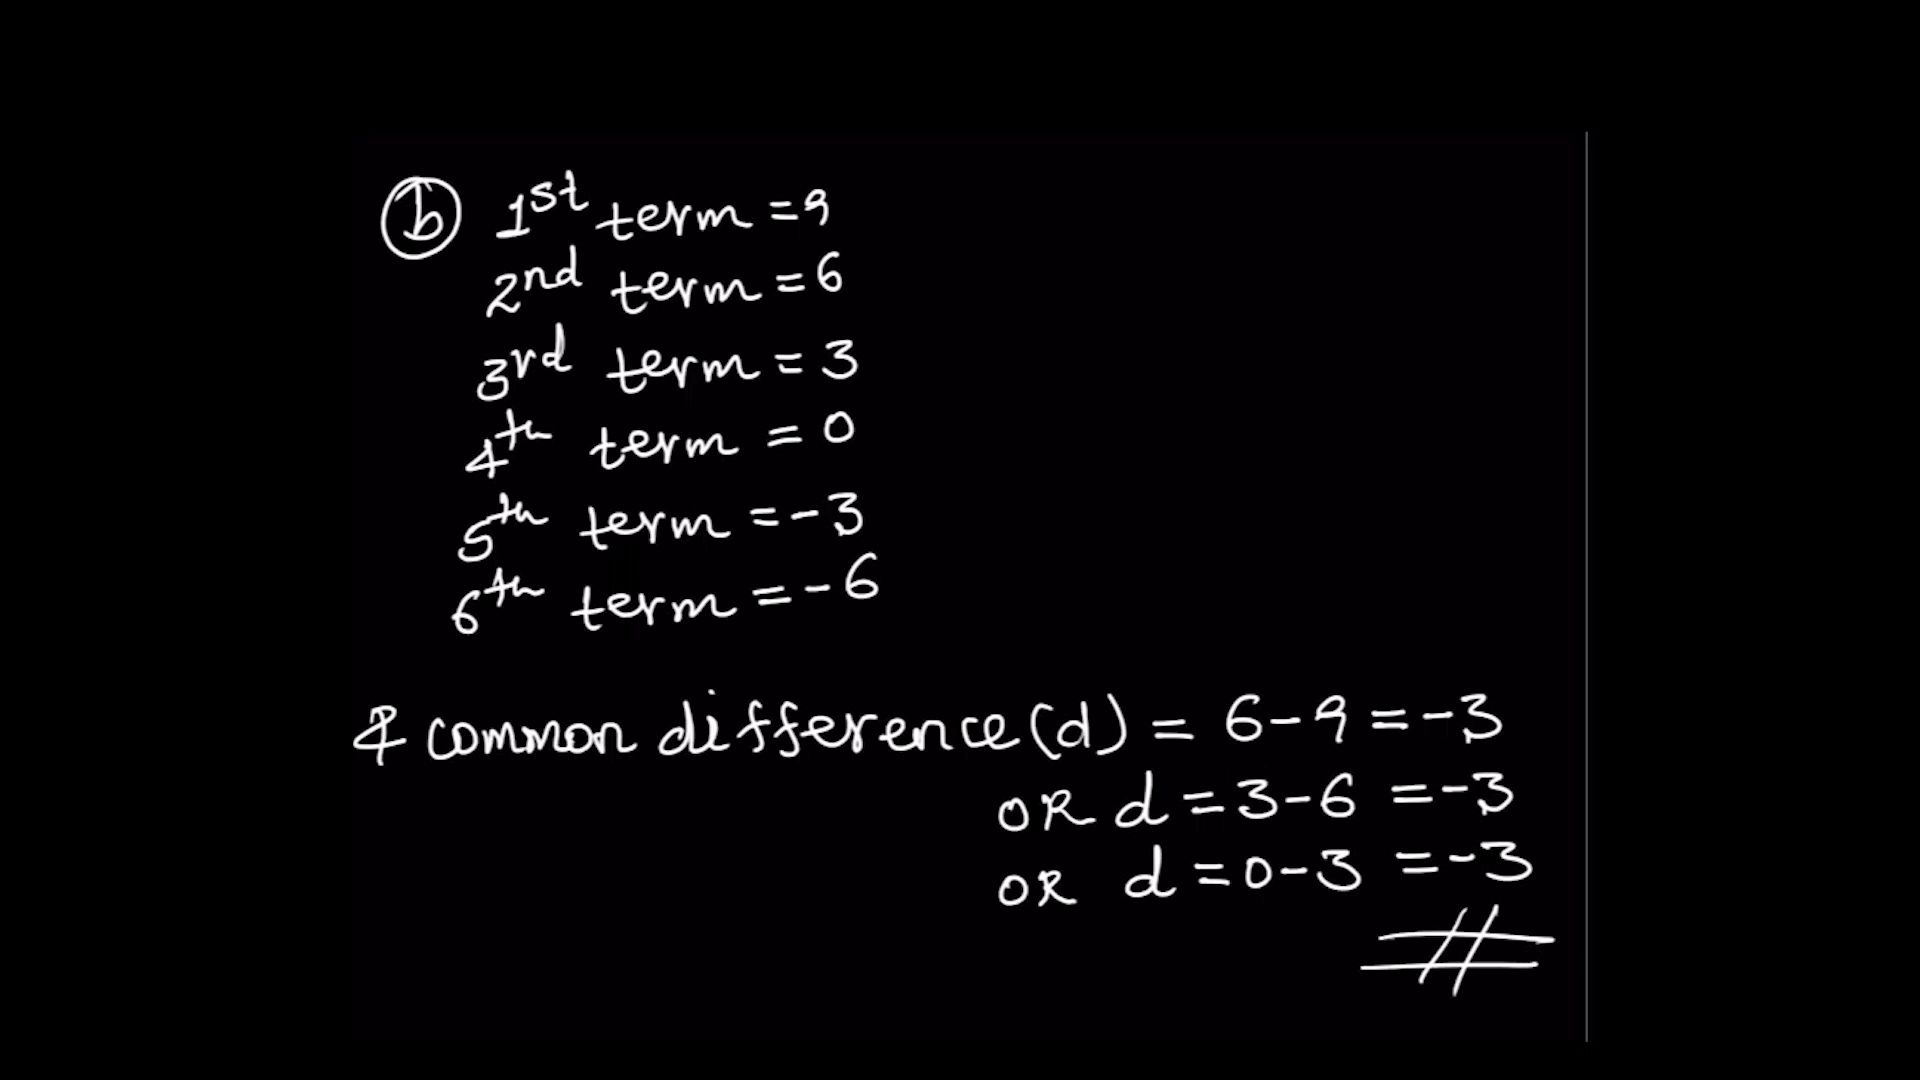 b 1st term = 9
2nd term = 6
3rd term = 3
4th term = 0
5th term = -3
6th term = -6
& common difference (d) = 6-9 = -3
OR d = 3-6 = -3
OR d = 0-3 = -3